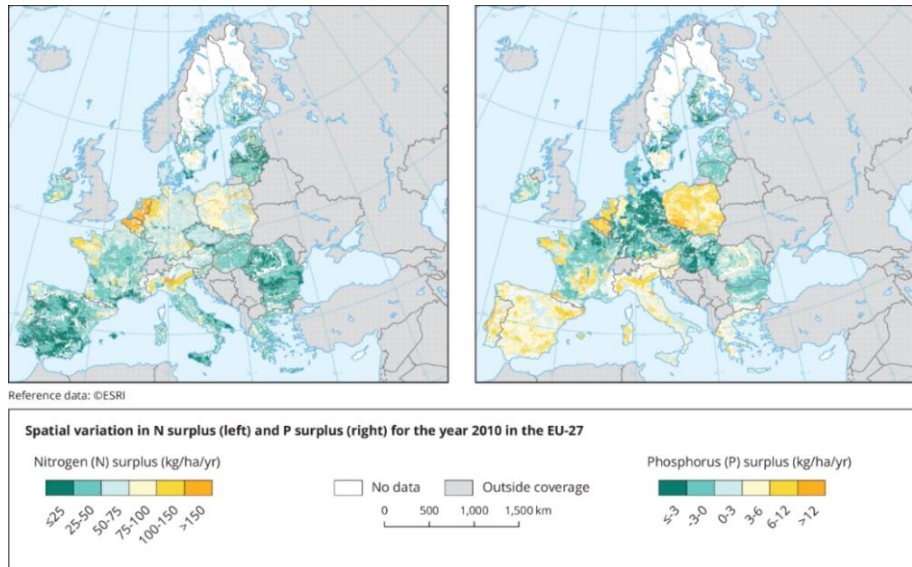 Reference data: ©ESRI
Spatial variation in N surplus (left) and P surplus (right) for the year 2010 in the EU-27
Nitrogen (N) surplus (kg/ha/yr)
≤25
25-50
50-75
75-100
100-150
>150
No data
Outside coverage
0 500 1,000 1,500 km
Phosphorus (P) surplus (kg/ha/yr)
≤-3
-3-0
0-3
3-6
6-12
>12